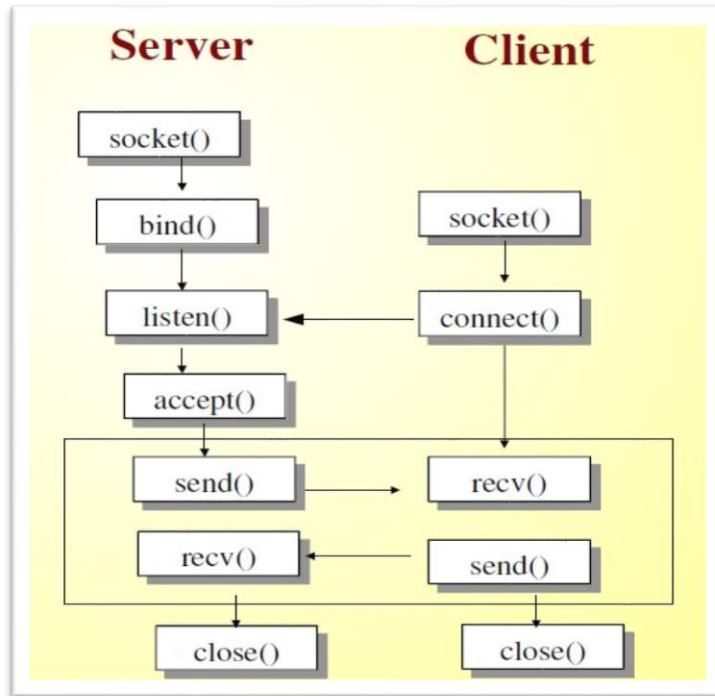 Server Client
socket()
bind() socket()
listen() connect()
accept()
send() recv()
recv() send()
close() close()